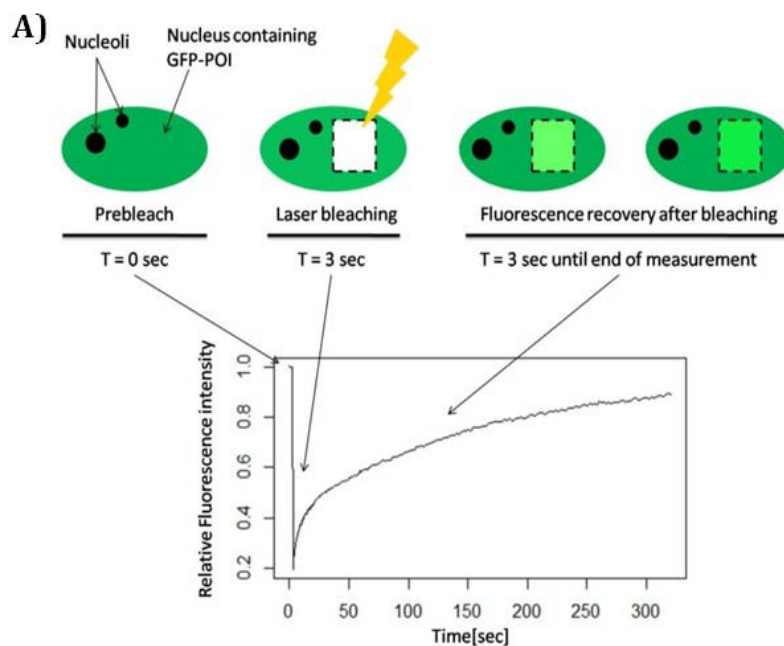 A)
Nucleoli
Nucleus containing
GFP-POI
Prebleach
Laser bleaching
Fluorescence recovery after bleaching
T = 0 sec
T = 3 sec
T = 3 sec until end of measurement
Relative Fluorescence intensity
1.0
0.8
0.6
0.4
0.2
0
50
100
150
200
250
300
Time[sec]